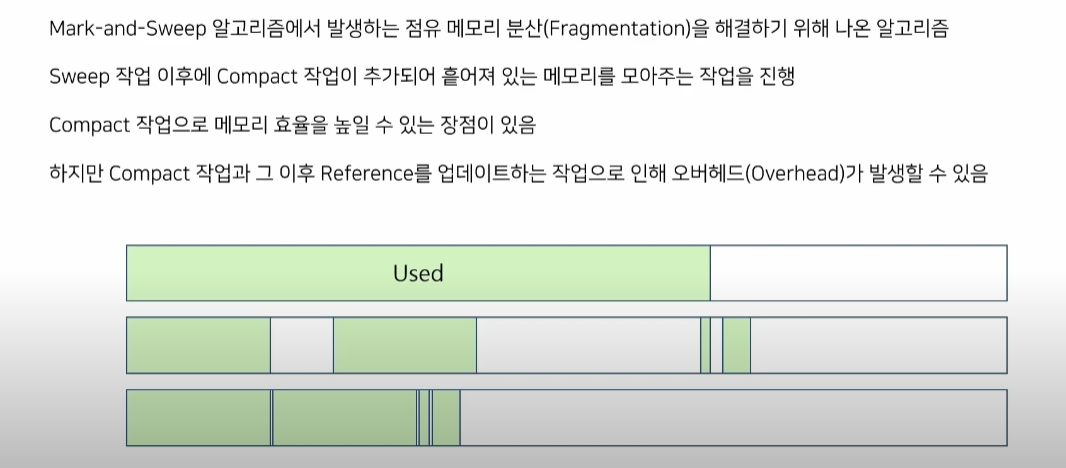 Mark-and-Sweep 알고리즘에서 발생하는 점유 메모리 분산(Fragmentation)을 해결하기 위해 나온 알고리즘
Sweep 작업 이후에 Compact 작업이 추가되어 흩어져 있는 메모리를 모아주는 작업을 진행
Compact 작업으로 메모리 효율을 높일 수 있는 장점이 있음
하지만 Compact 작업과 그 이후 Reference를 업데이트하는 작업으로 인해 오버헤드(Overhead)가 발생할 수 있음
Used